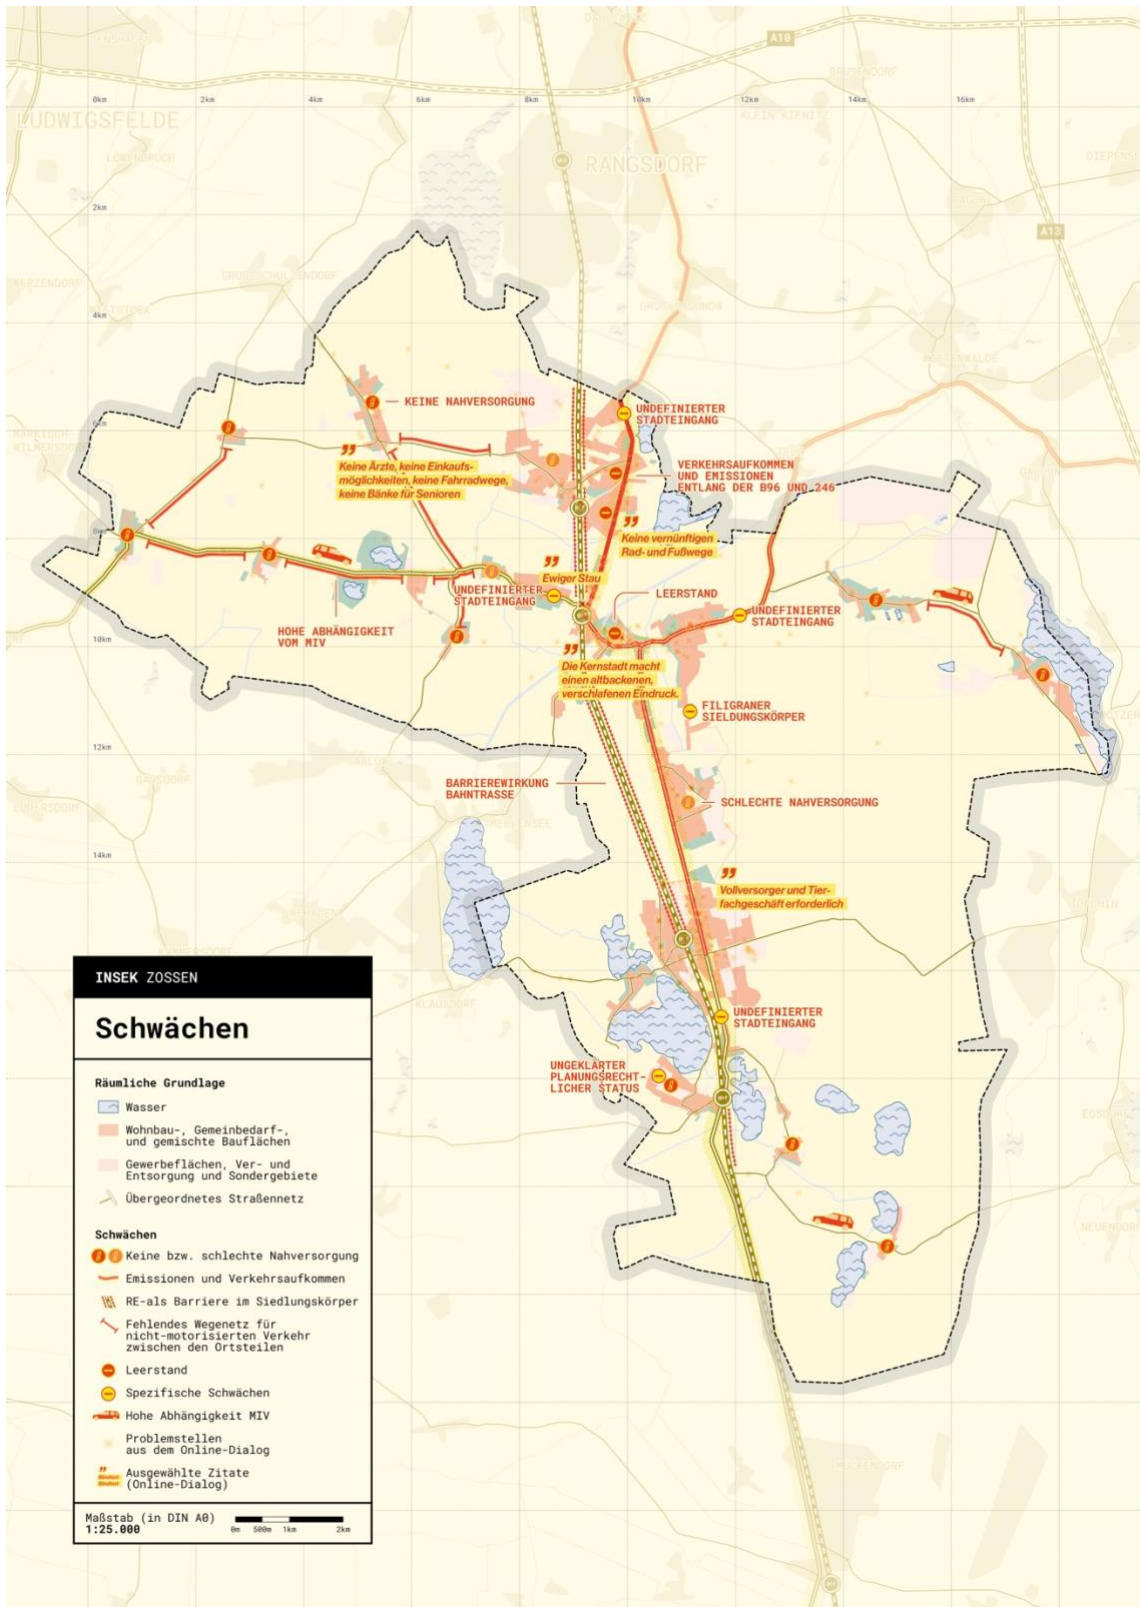 A10
0km
2km
4km
6km
8km
10km
12km
14km
16km
LUDWIGSFELDE
LÖWENBRUCH
KLEIN KIENITZ
RANGSDORF
2km
A13
4km
KEINE NAHVERSORGUNG
UNDEFINIERTER
STADTEINGANG
6km
”
Keine Ärzte, keine Einkaufs-
möglichkeiten, keine Fahrradwege,
keine Bänke für Senioren
VERKEHRSAUFKOMMEN
UND EMISSIONEN
ENTLANG DER B96 UND 246
8km
”
Keine vernünftigen
Rad- und Fußwege
”
Ewiger Stau
UNDEFINIERTER
STADTEINGANG
LEERSTAND
UNDEFINIERTER
STADTEINGANG
HOHE ABHÄNGIGKEIT
VOM MIV
10km
”
Die Kernstadt macht
einen altbackenen,
verschlafenen Eindruck.
FILIGRANER
SIELDUNGSKÖRPER
12km
SAALOW
GADSDORF
BARRIEREWIRKUNG
BAHNTRASSE
SCHLECHTE NAHVERSORGUNG
14km
”
Vollversorger und Tier-
fachgeschäft erforderlich
KLAUSDORF
UNDEFINIERTER
STADTEINGANG
UNGEKLÄRTER
PLANUNGSRECHT-
LICHER STATUS
INSEK ZOSSEN
Schwächen
Räumliche Grundlage
Wasser
Wohnbau-, Gemeinbedarf-,
und gemischte Bauflächen
Gewerbeflächen, Ver- und
Entsorgung und Sondergebiete
Übergeordnetes Straßennetz
Schwächen
Keine bzw. schlechte Nahversorgung
Emissionen und Verkehrsaufkommen
RE-als Barriere im Siedlungskörper
Fehlendes Wegenetz für
nicht-motorisierten Verkehr
zwischen den Ortsteilen
Leerstand
Spezifische Schwächen
Hohe Abhängigkeit MIV
Problemstellen
aus dem Online-Dialog
Ausgewählte Zitate
(Online-Dialog)
Maßstab (in DIN A0)
1:25.000
0m 500m 1km 2km